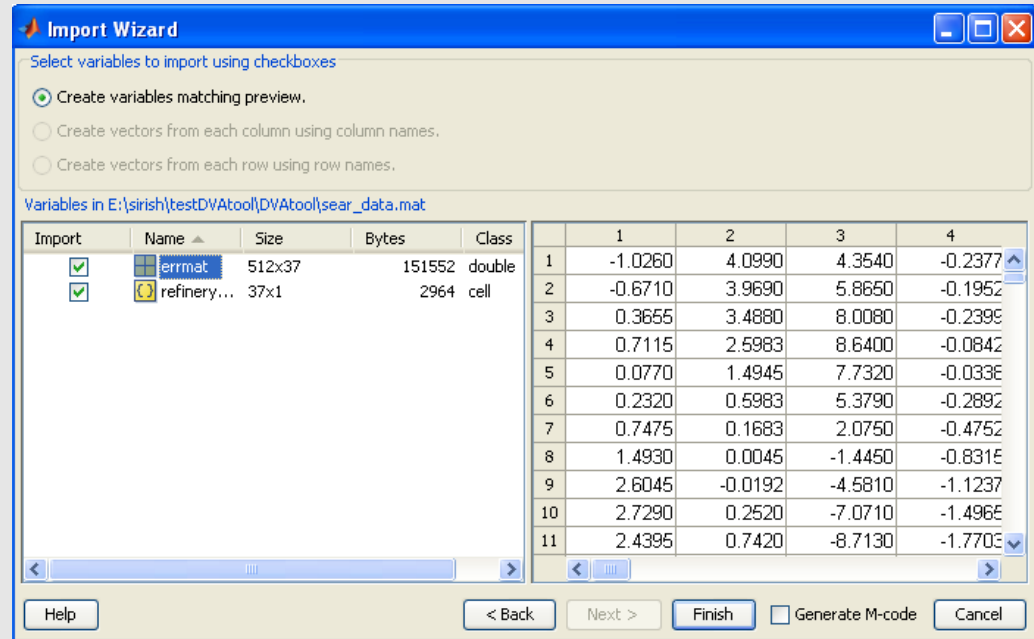 Import Wizard
Select variables to import using checkboxes
Create variables matching preview.
Create vectors from each column using column names.
Create vectors from each row using row names.
Variables in E:\sirish\testDVAtool\DVAtool\sear_data.mat
Import Name Size Bytes Class
errmat 512x37 151552 double
refinery... 37x1 2964 cell
1 2 3 4
1 -1.0260 4.0990 4.3540 -0.2377
2 -0.6710 3.9690 5.8650 -0.1952
3 0.3655 3.4880 8.0080 -0.2399
4 0.7115 2.5983 8.6400 -0.0842
5 0.0770 1.4945 7.7320 -0.0338
6 0.2320 0.5983 5.3790 -0.2892
7 0.7475 0.1683 2.0750 -0.4752
8 1.4930 0.0045 -1.4450 -0.8315
9 2.6045 -0.0192 -4.5810 -1.1237
10 2.7290 0.2520 -7.0710 -1.4965
11 2.4395 0.7420 -8.7130 -1.7703
Help < Back Next > Finish Generate M-code Cancel